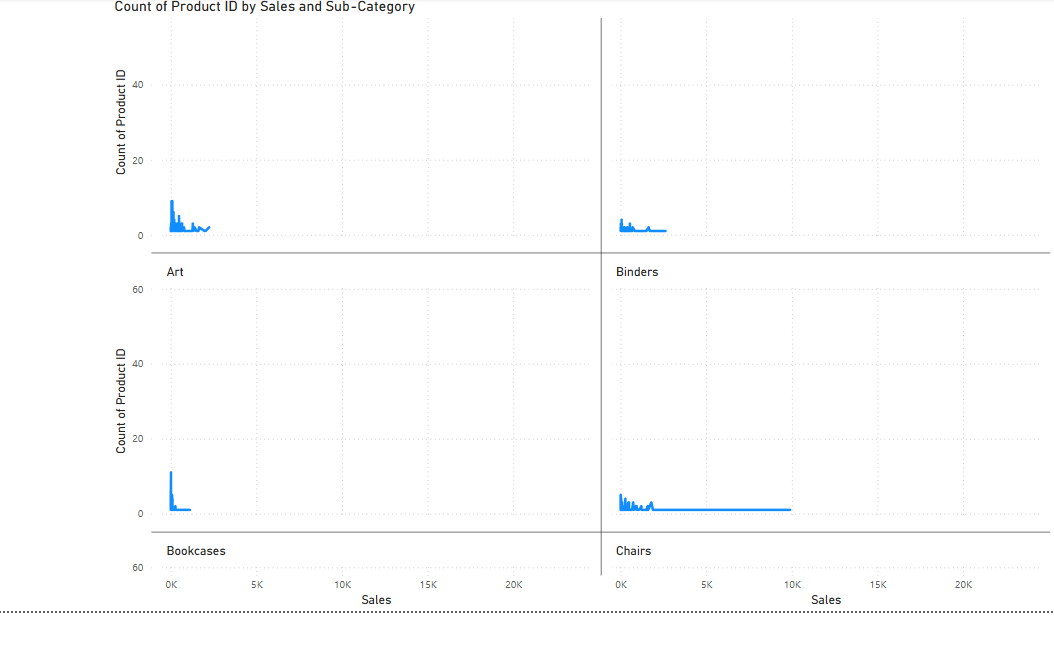 Count of Product ID by Sales and Sub-Category
Count of Product ID
40
20
0
Art
Binders
Count of Product ID
60
40
20
0
Bookcases
Chairs
60
0K 5K 10K 15K 20K
0K 5K 10K 15K 20K
Sales
Sales